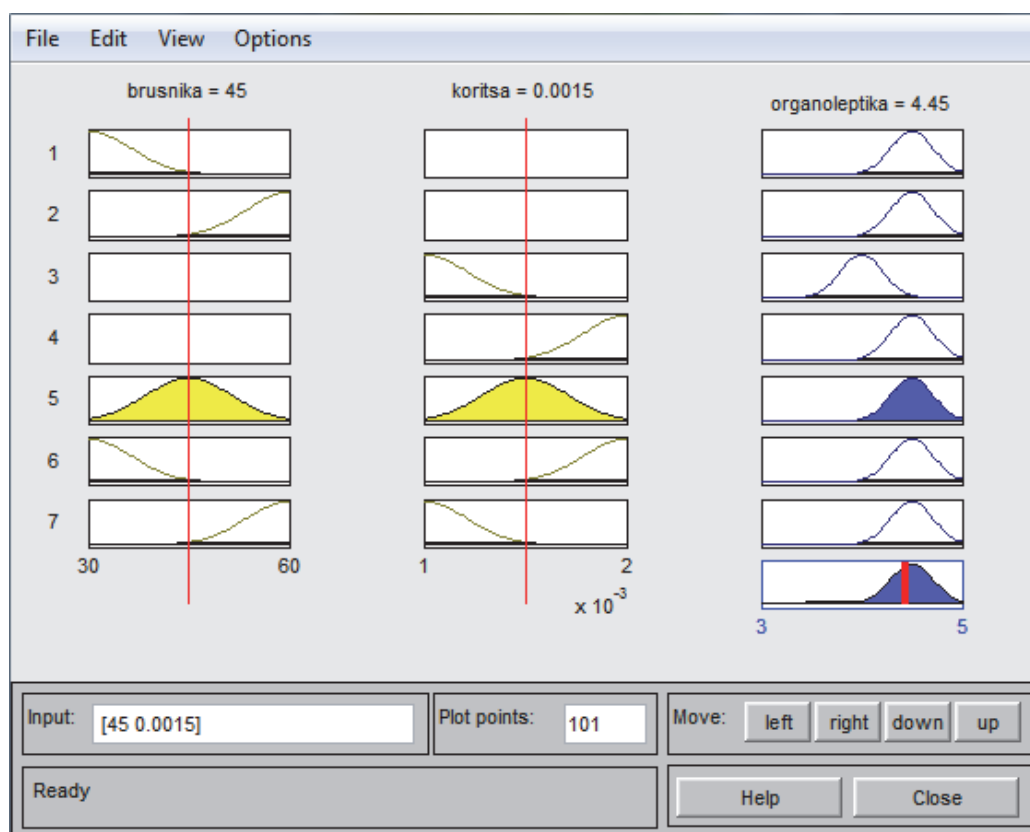 File Edit View Options
brusnika = 45
koritsa = 0.0015
organoleptika = 4.45
1
2
3
4
5
6
7
30 60
1 2
x 10^-3
3 5
Input: [45 0.0015]
Plot points: 101
Move: left right down up
Ready
Help Close